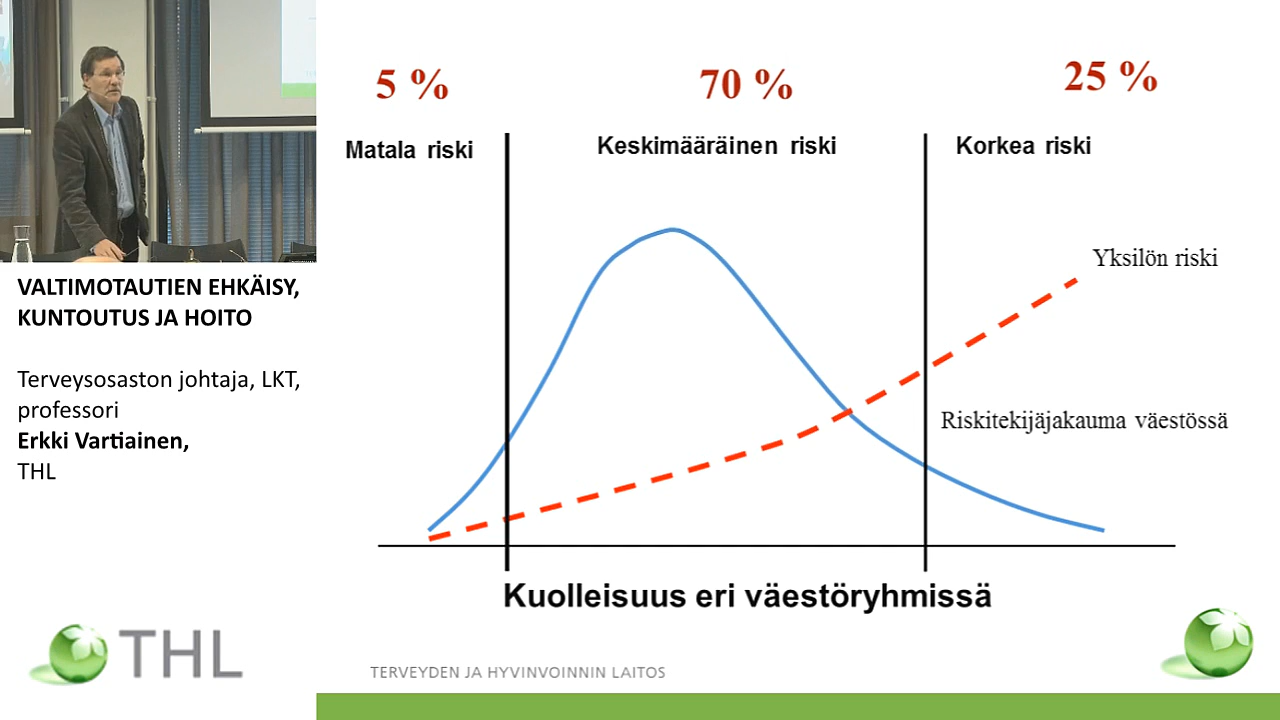 VALTIMOTAUTIEN EHKÄISY,
KUNTOUTUS JA HOITO
Terveysosaston johtaja, LKT,
professori
Erkki Vartiainen,
THL
THL
5 %
70 %
25 %
Matala riski
Keskimääräinen riski
Korkea riski
Yksilön riski
Riskitekijäjakauma väestössä
Kuolleisuus eri väestöryhmissä
TERVEYDEN JA HYVINVOINNIN LAITOS